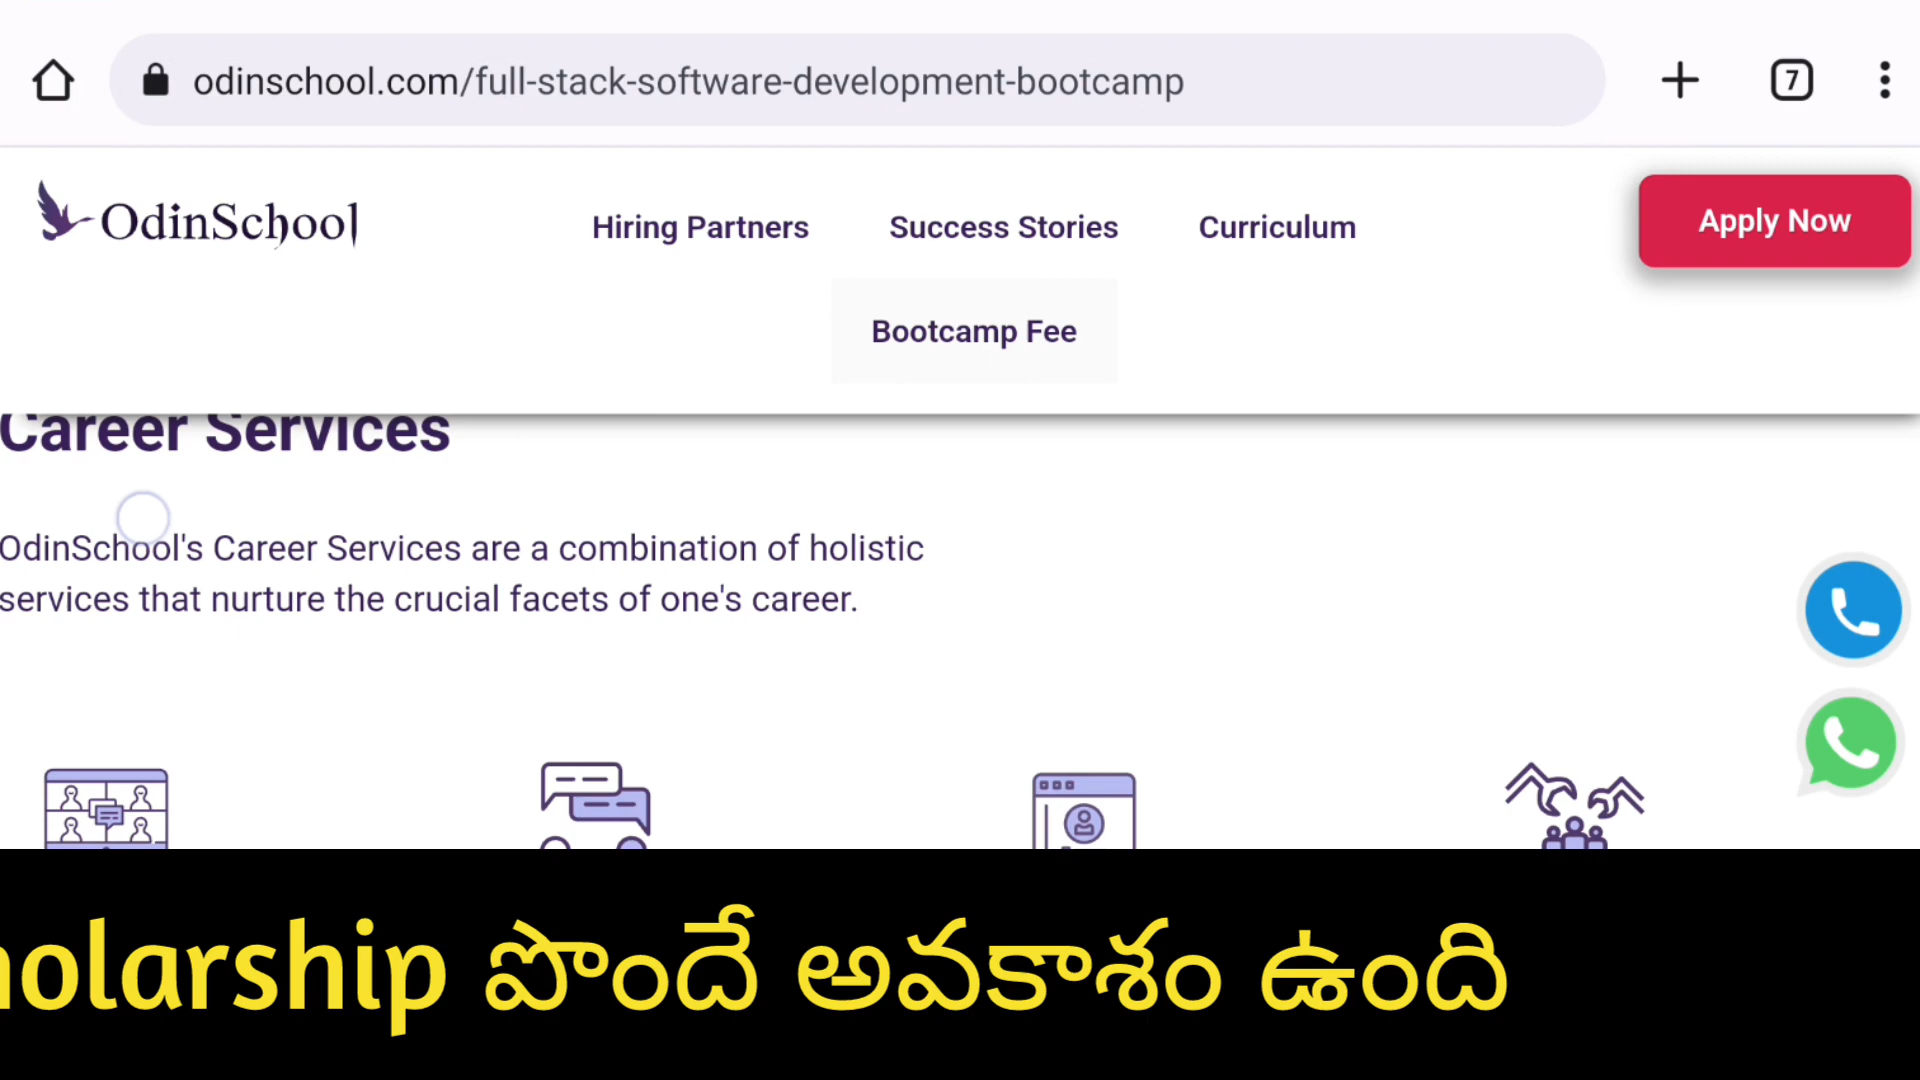 odinschool.com/full-stack-software-development-bootcamp
7
OdinSchool
Hiring Partners
Success Stories
Curriculum
Apply Now
Bootcamp Fee
Career Services
OdinSchool's Career Services are a combination of holistic
services that nurture the crucial facets of one's career.
holarship పొందే అవకాశం ఉంది